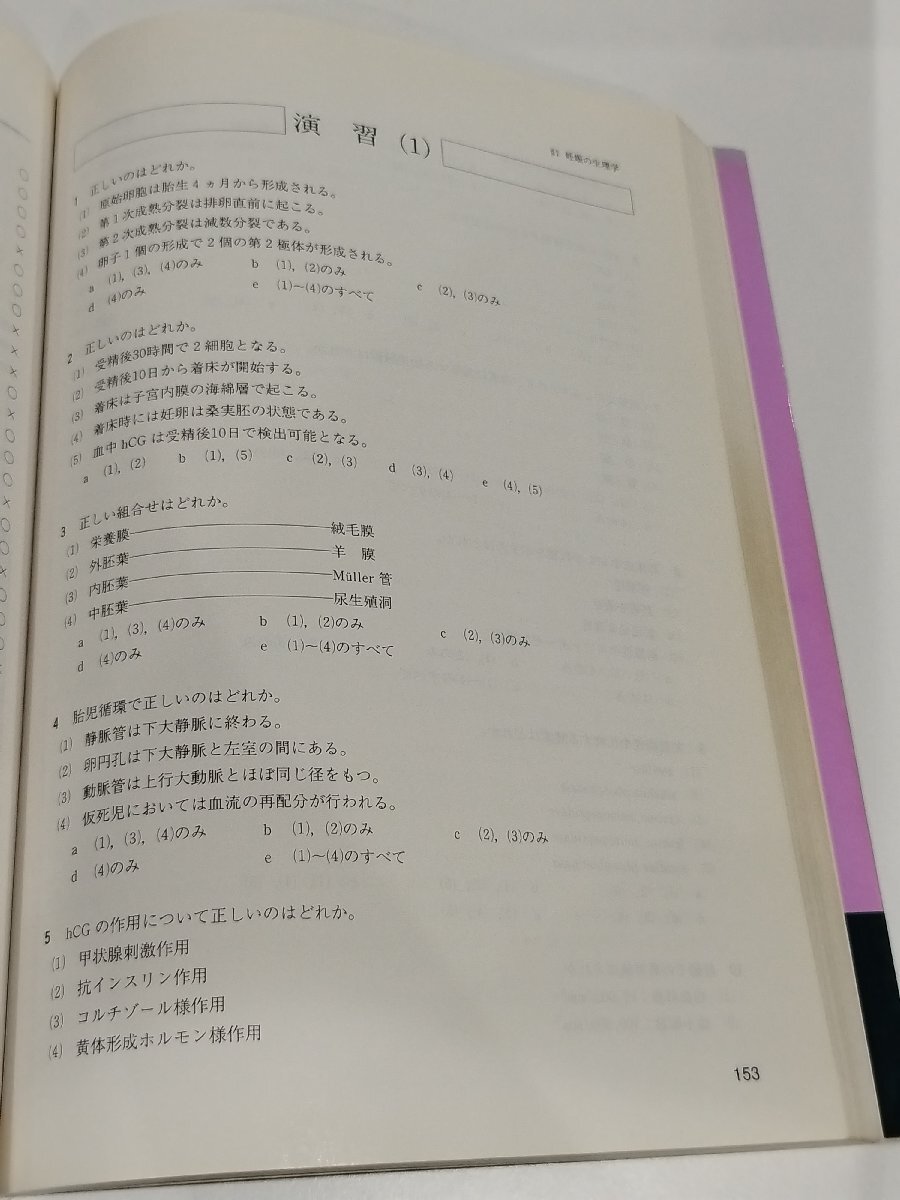 演習 (1)
81 妊娠の生理学
1 正しいのはどれか。
(1) 原始卵胞は胎生4ヵ月から形成される。
(2) 第1次成熟分裂は排卵直前に起こる。
(3) 第2次成熟分裂は減数分裂である。
(4) 卵子1個の形成で2個の第2極体が形成される。
a (1), (3), (4)のみ b (1), (2)のみ c (2), (3)のみ
d (4)のみ e (1)~(4)のすべて
2 正しいのはどれか。
(1) 受精後30時間で2細胞となる。
(2) 受精後10日から着床が開始する。
(3) 着床は子宮内膜の海綿層で起こる。
(4) 着床時には妊卵は桑実胚の状態である。
(5) 血中hCGは受精後10日で検出可能となる。
a (1), (2) b (1), (5) c (2), (3) d (3), (4) e (4), (5)
3 正しい組合せはどれか。
(1) 栄養膜――――絨毛膜
(2) 外胚葉――――羊 膜
(3) 内胚葉――――Müller 管
(4) 中胚葉――――尿生殖洞
a (1), (3), (4)のみ b (1), (2)のみ c (2), (3)のみ
d (4)のみ e (1)~(4)のすべて
4 胎児循環で正しいのはどれか。
(1) 静脈管は下大静脈に終わる。
(2) 卵円孔は下大静脈と左室の間にある。
(3) 動脈管は上行大動脈とほぼ同じ径をもつ。
(4) 仮死児においては血流の再配分が行われる。
a (1), (3), (4)のみ b (1), (2)のみ c (2), (3)のみ
d (4)のみ e (1)~(4)のすべて
5 hCGの作用について正しいのはどれか。
(1) 甲状腺刺激作用
(2) 抗インスリン作用
(3) コルチゾール様作用
(4) 黄体形成ホルモン様作用
153